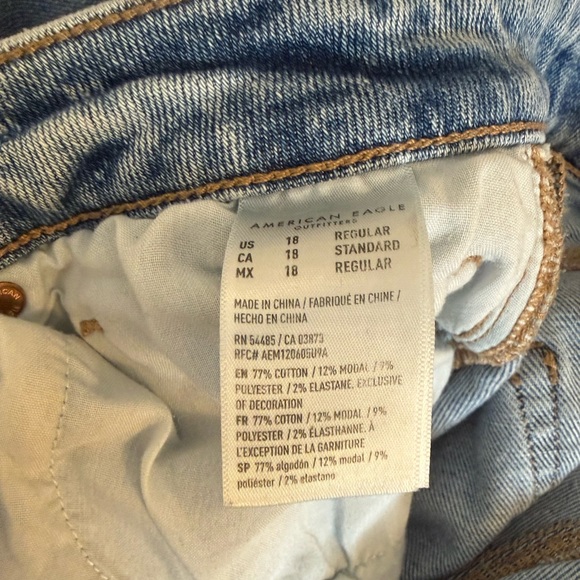 AMERICAN EAGLE
OUTFITTERS
US 18 REGULAR
CA 18 STANDARD
MX 18 REGULAR
MADE IN CHINA / FABRIQUÉ EN CHINE /
HECHO EN CHINA
RN 54485 / CA 03873
RFC# AEM120605U9A
EN 77% COTTON / 12% MODAL / 9%
POLYESTER / 2% ELASTANE. EXCLUSIVE
OF DECORATION
FR 77% COTON / 12% MODAL / 9%
POLYESTER / 2% ÉLASTHANNE. À
L'EXCEPTION DE LA GARNITURE
SP 77% algodón / 12% modal / 9%
poliéster / 2% elastano